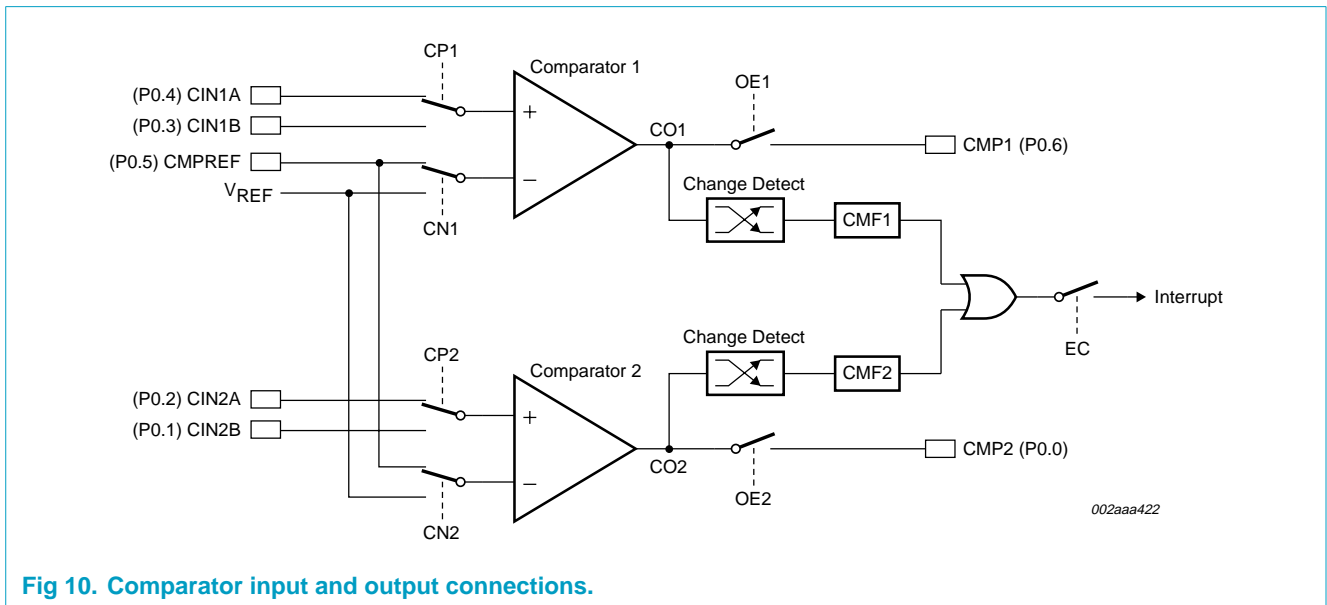 CP1
Comparator 1
OE1
(P0.4) CIN1A
+
(P0.3) CIN1B
CO1
CMP1 (P0.6)
(P0.5) CMPREF
−
Change Detect
VREF
CN1
CMF1
Interrupt
Change Detect
EC
CP2
Comparator 2
CMF2
(P0.2) CIN2A
+
(P0.1) CIN2B
CMP2 (P0.0)
CO2
−
OE2
002aaa422
CN2
Fig 10. Comparator input and output connections.